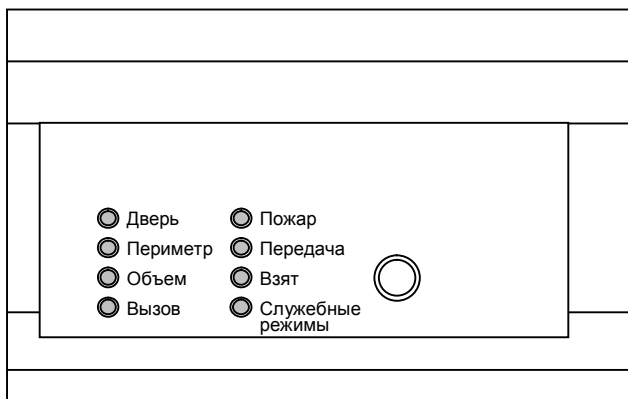 Дверь
Периметр
Объем
Вызов
Пожар
Передача
Взят
Служебные
режимы